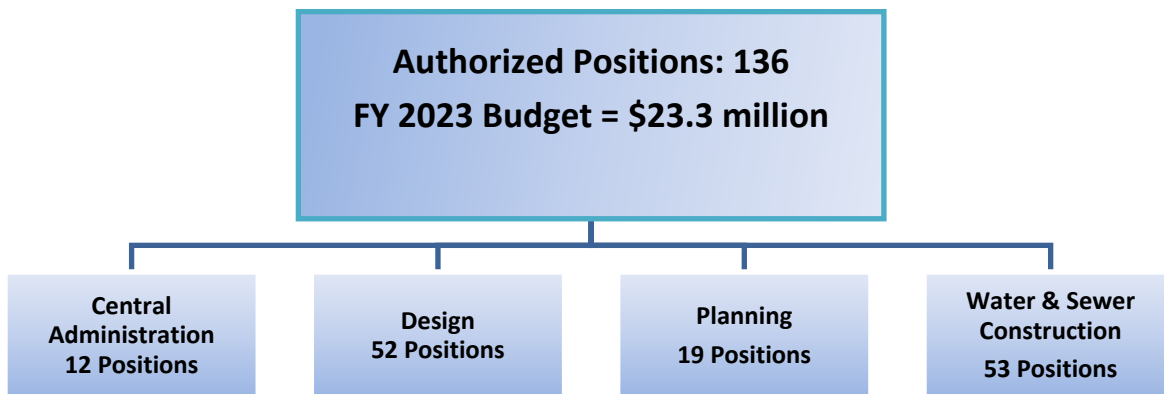 Authorized Positions: 136
FY 2023 Budget = $23.3 million
Central
Administration
12 Positions
Design
52 Positions
Planning
19 Positions
Water & Sewer
Construction
53 Positions